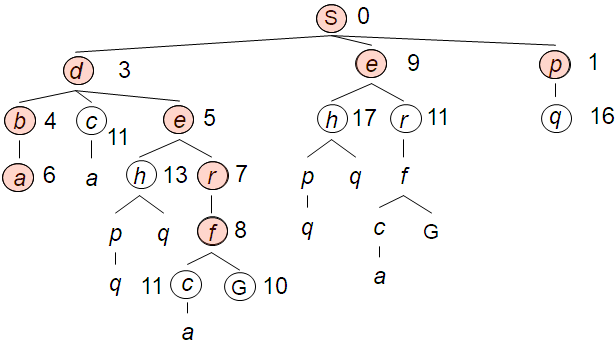 S 0
d 3 e 9 p 1
b 4 c 11 e 5 h 17 r 11 q 16
a 6 a h 13 r 7 p q f
p q f 8 q c G
q 11 c G 10 a
a